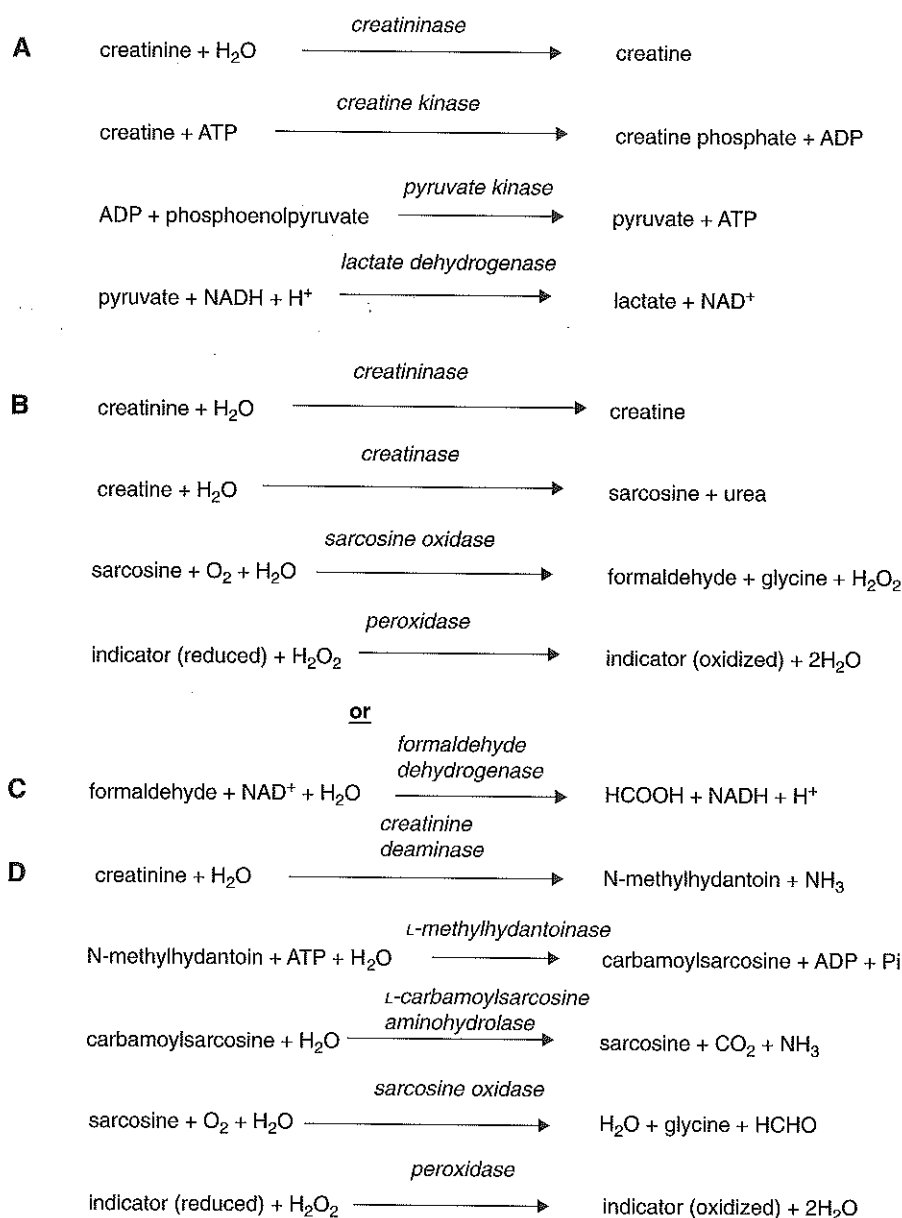 creatininase
A creatinine + H₂O creatine
creatine kinase
creatine + ATP creatine phosphate + ADP
pyruvate kinase
ADP + phosphoenolpyruvate pyruvate + ATP
lactate dehydrogenase
pyruvate + NADH + H⁺ lactate + NAD⁺
creatininase
B creatinine + H₂O creatine
creatinase
creatine + H₂O sarcosine + urea
sarcosine oxidase
sarcosine + O₂ + H₂O formaldehyde + glycine + H₂O₂
peroxidase
indicator (reduced) + H₂O₂ indicator (oxidized) + 2H₂O
or
formaldehyde
dehydrogenase
C formaldehyde + NAD⁺ + H₂O HCOOH + NADH + H⁺
creatinine
deaminase
D creatinine + H₂O N-methylhydantoin + NH₃
L-methylhydantoinase
N-methylhydantoin + ATP + H₂O carbamoylsarcosine + ADP + Pi
L-carbamoylsarcosine
aminohydrolase
carbamoylsarcosine + H₂O sarcosine + CO₂ + NH₃
sarcosine oxidase
sarcosine + O₂ + H₂O H₂O + glycine + HCHO
peroxidase
indicator (reduced) + H₂O₂ indicator (oxidized) + 2H₂O